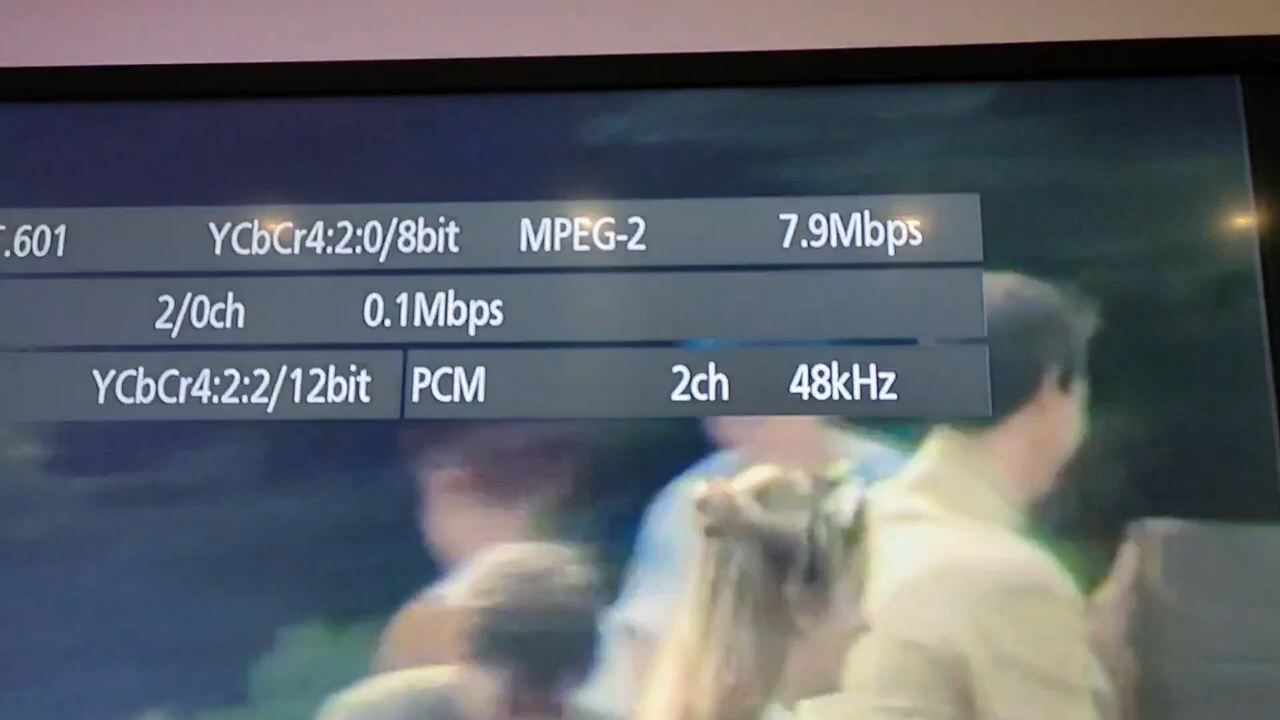 .601 YCbCr4:2:0/8bit MPEG-2 7.9Mbps
2/0ch 0.1Mbps
YCbCr4:2:2/12bit PCM 2ch 48kHz